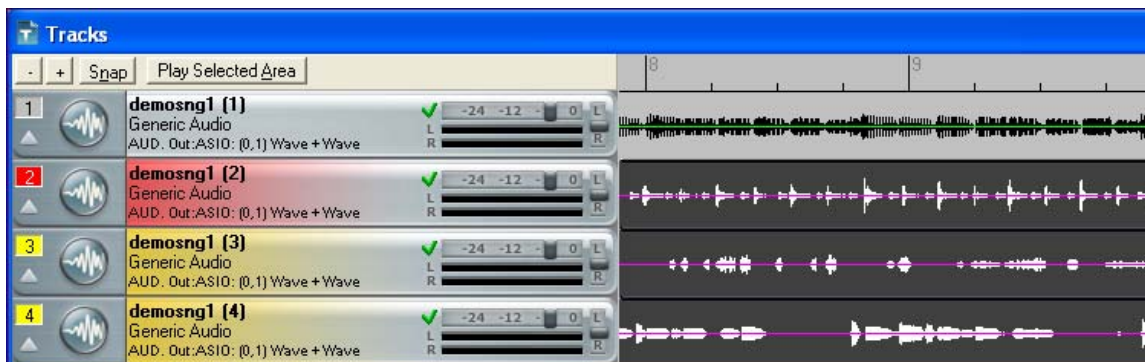 T Tracks
- + Snap Play Selected Area 8 9
1 demosng1 (1)
Generic Audio
AUD. Out:ASIO: (0,1) Wave + Wave
-24 -12 - 0 L
L
R R
2 demosng1 (2)
Generic Audio
AUD. Out:ASIO: (0,1) Wave + Wave
-24 -12 - 0 L
L
R R
3 demosng1 (3)
Generic Audio
AUD. Out:ASIO: (0,1) Wave + Wave
-24 -12 - 0 L
L
R R
4 demosng1 (4)
Generic Audio
AUD. Out:ASIO: (0,1) Wave + Wave
-24 -12 - 0 L
L
R R